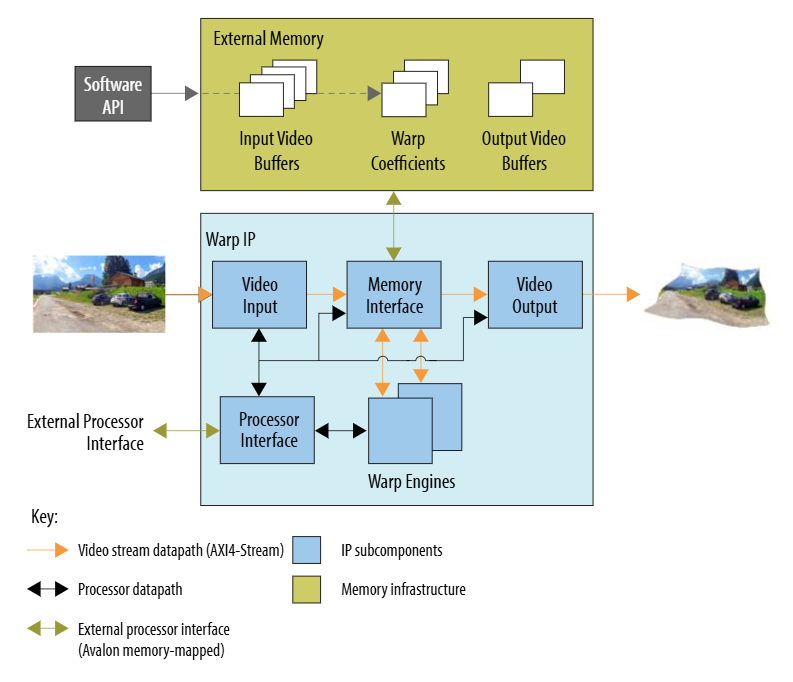 External Memory
Software
API
Input Video
Buffers
Warp
Coefficients
Output Video
Buffers
Warp IP
Video
Input
Memory
Interface
Video
Output
External Processor
Interface
Processor
Interface
Warp Engines
Key:
Video stream datapath (AXI4-Stream)
IP subcomponents
Processor datapath
Memory infrastructure
External processor interface
(Avalon memory-mapped)